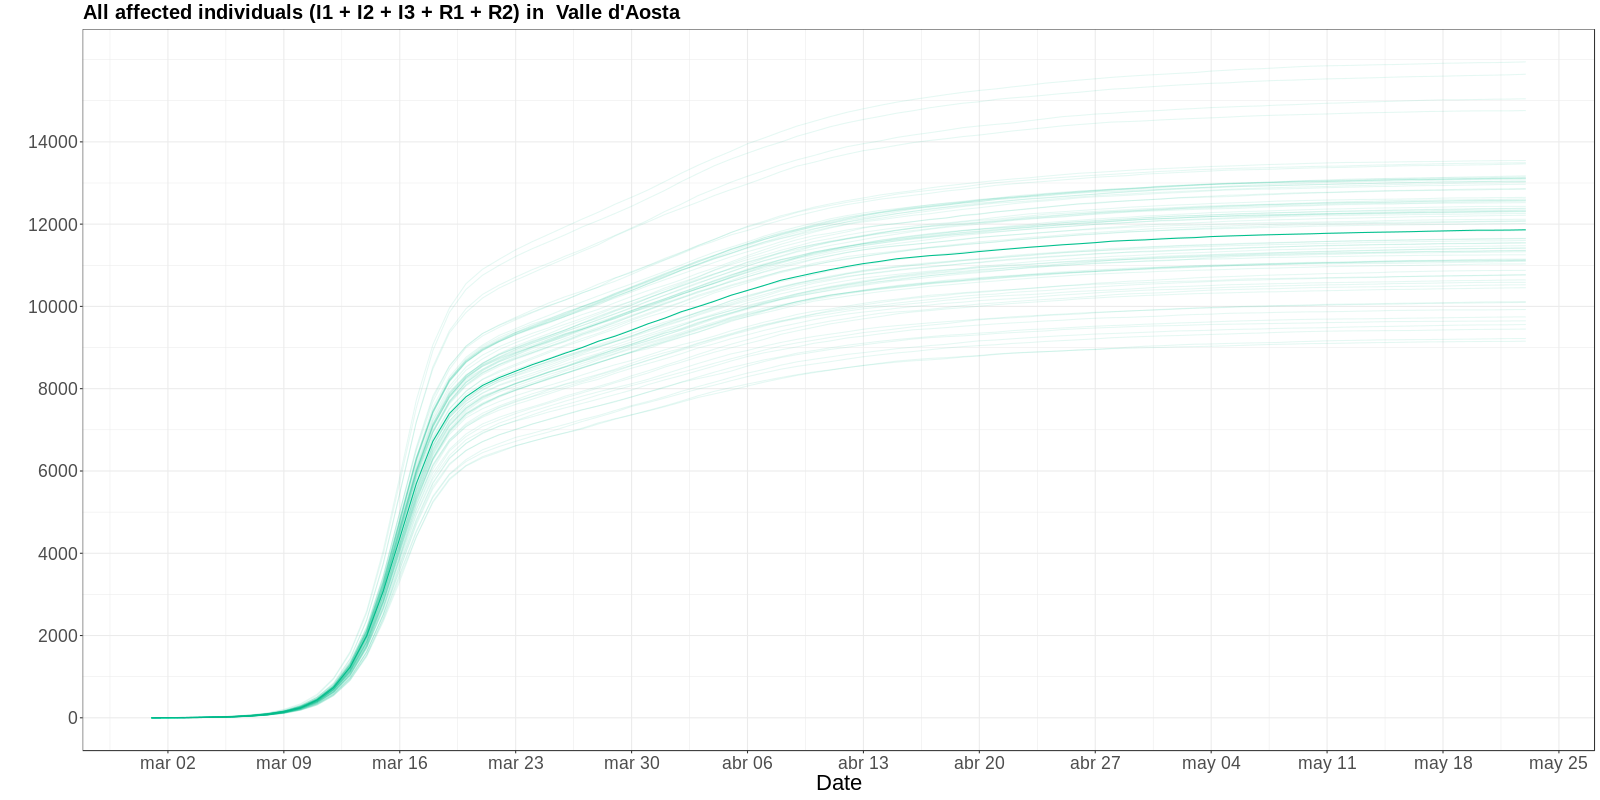 All affected individuals (I1 + I2 + I3 + R1 + R2) in  Valle d'Aosta
14000
12000
10000
8000
6000
4000
2000
0
mar 02 mar 09 mar 16 mar 23 mar 30 abr 06 abr 13 abr 20 abr 27 may 04 may 11 may 18 may 25
Date